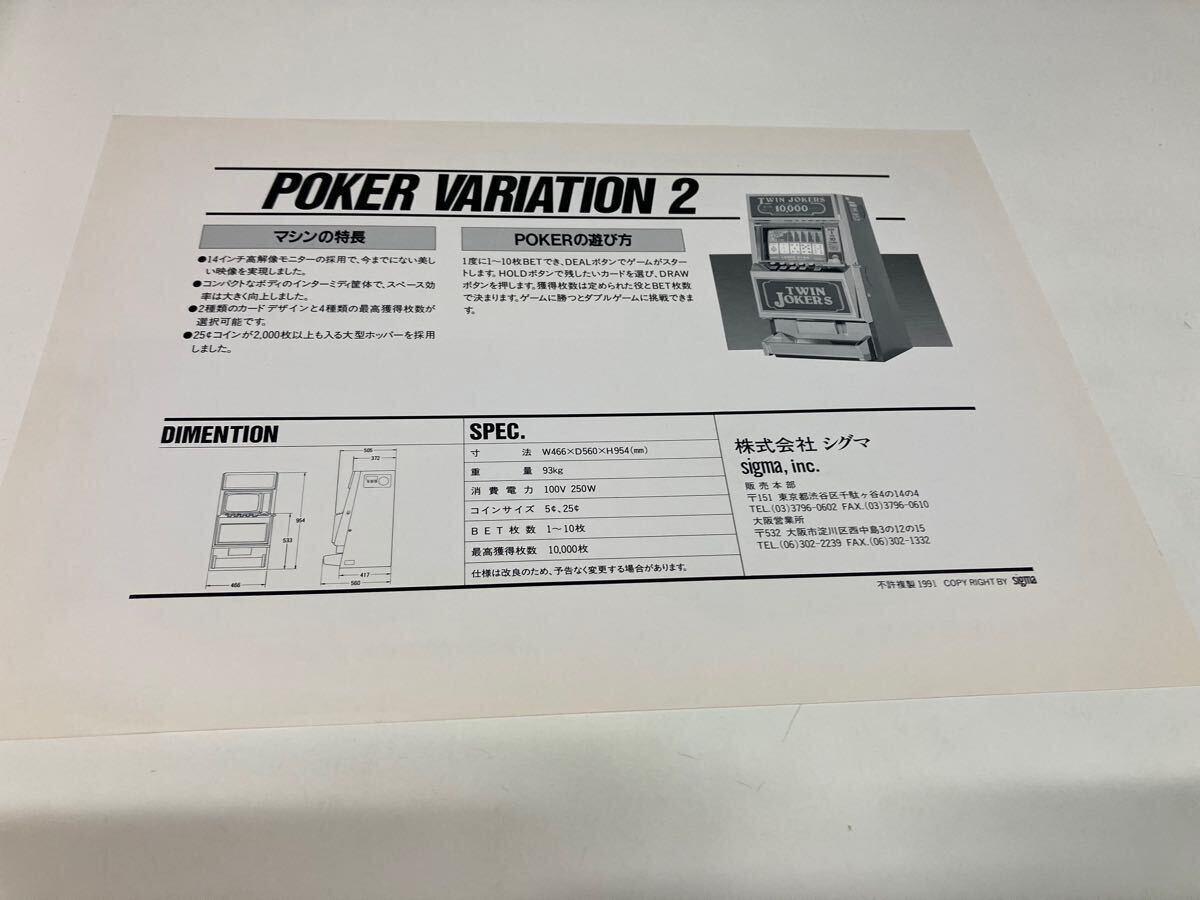 POKER VARIATION 2
マシンの特長
●14インチ高解像モニターの採用で、今までにない美し
い映像を実現しました。
●コンパクトなボディのインターミディ筐体で、スペース効
率は大きく向上しました。
●2種類のカードデザインと4種類の最高獲得枚数が
選択可能です。
●25¢コインが2,000枚以上も入る大型ホッパーを採用
しました。
POKERの遊び方
1度に1〜10枚BETでき、DEALボタンでゲームがスター
トします。HOLDボタンで残したいカードを選び、DRAW
ボタンを押します。獲得枚数は定められた役とBET枚数
で決まります。ゲームに勝つとダブルゲームに挑戦できま
す。
TWIN JOKERS
10,000
TWIN
JOKERS
DIMENTION
466
533
954
505
372
417
560
SPEC.
寸法 W466×D560×H954(mm)
重量 93kg
消費電力 100V 250W
コインサイズ 5¢、25¢
BET枚数 1〜10枚
最高獲得枚数 10,000枚
仕様は改良のため、予告なく変更する場合があります。
株式会社 シグマ
sigma, inc.
販売本部
〒151 東京都渋谷区千駄ヶ谷4の14の4
TEL.(03)3796-0602 FAX.(03)3796-0610
大阪営業所
〒532 大阪市淀川区西中島3の12の15
TEL.(06)302-2239 FAX.(06)302-1332
不許複製 1991 COPY RIGHT BY sigma